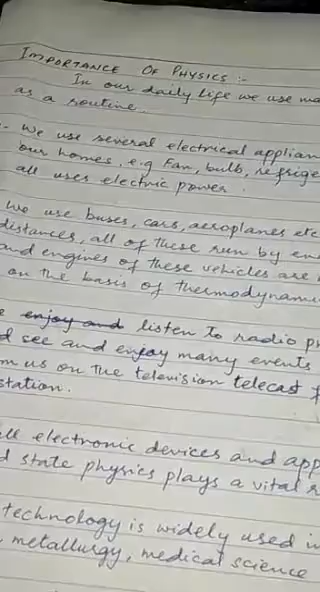 IMPORTANCE OF PHYSICS :-
In our daily life we use
as a routine.
- We use several electrical applian
our homes, e.g Fan, bulb, refrige
all uses electric power.
We use buses, cars, aeroplanes etc
distances, all of these run by en
and engines of these vehicles are
on the basis of thermodynamic
enjoy and listen to radio pr
see and enjoy many events
m us on the television telecast f
station.
electronic devices and app
state physics plays a vital
technology is widely used in
metallurgy, medical science